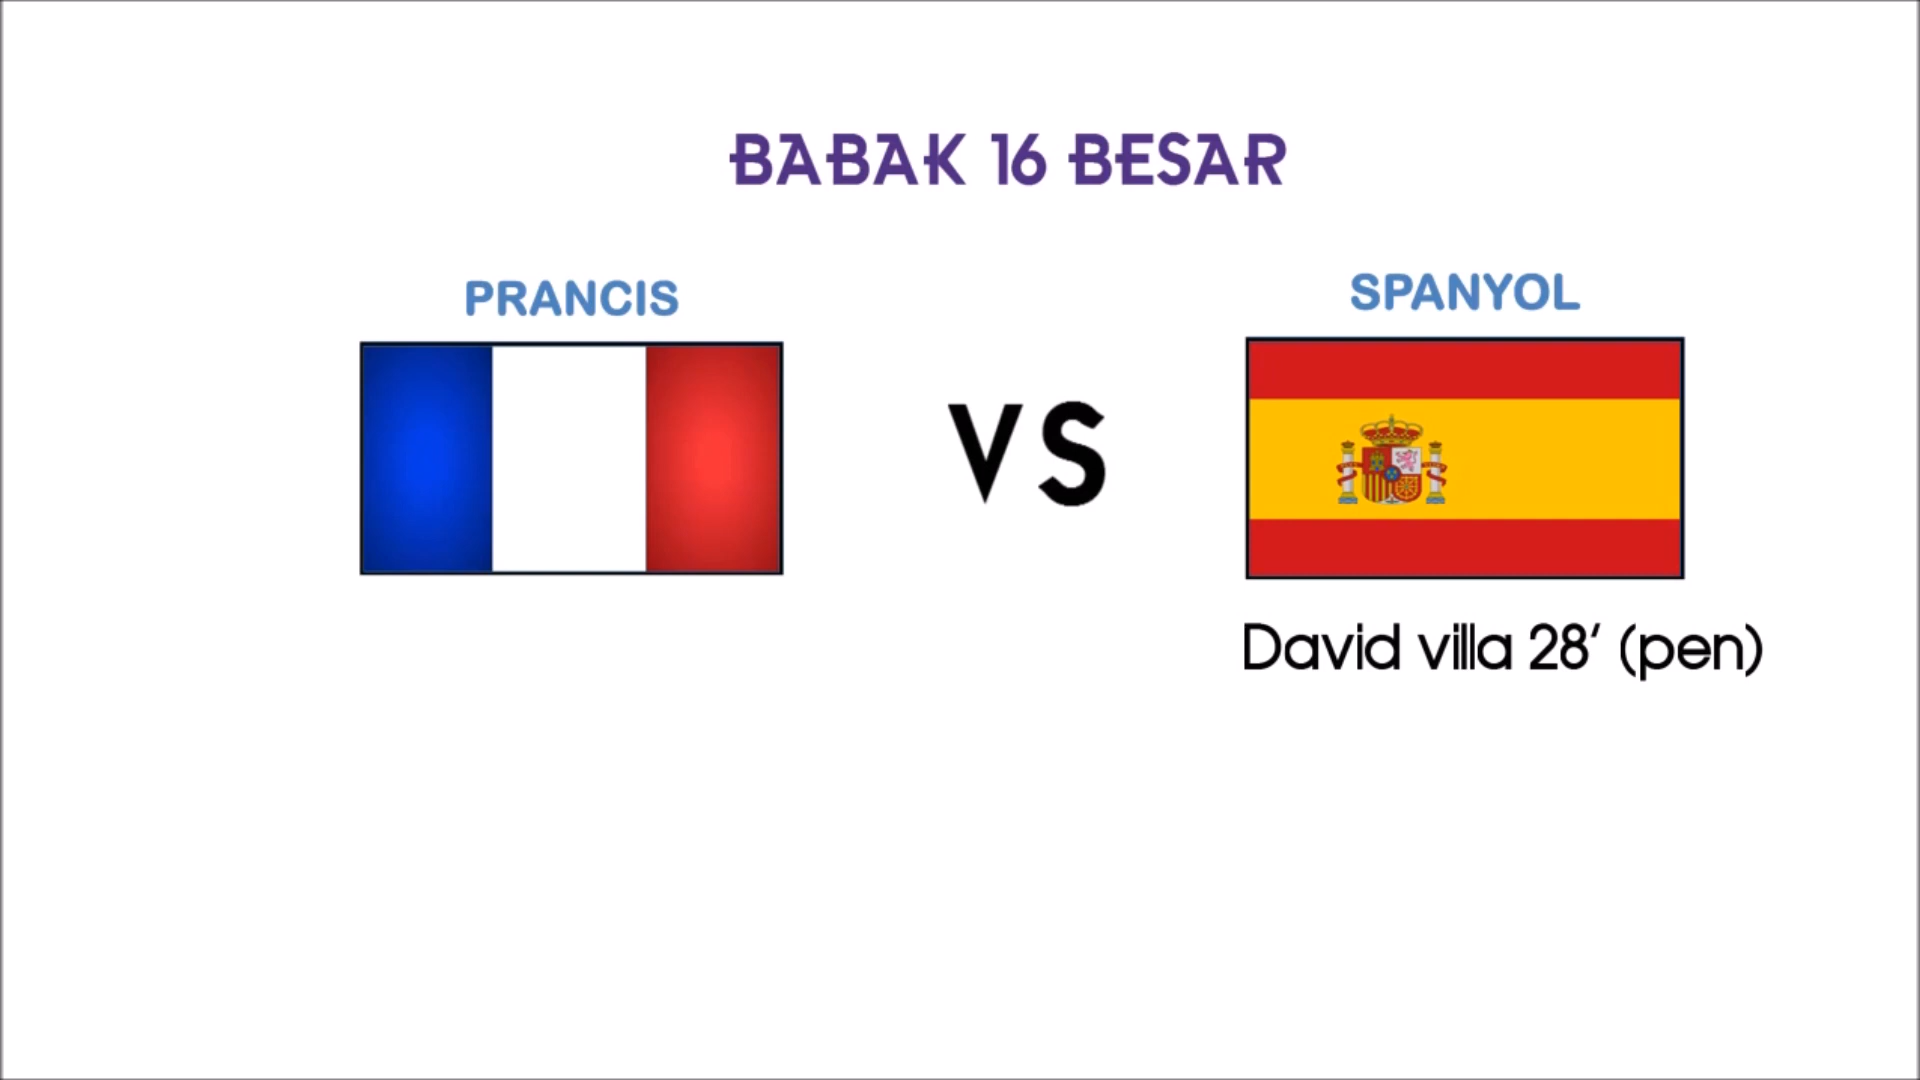 BABAK 16 BESAR
PRANCIS
SPANYOL
VS
David villa 28' (pen)